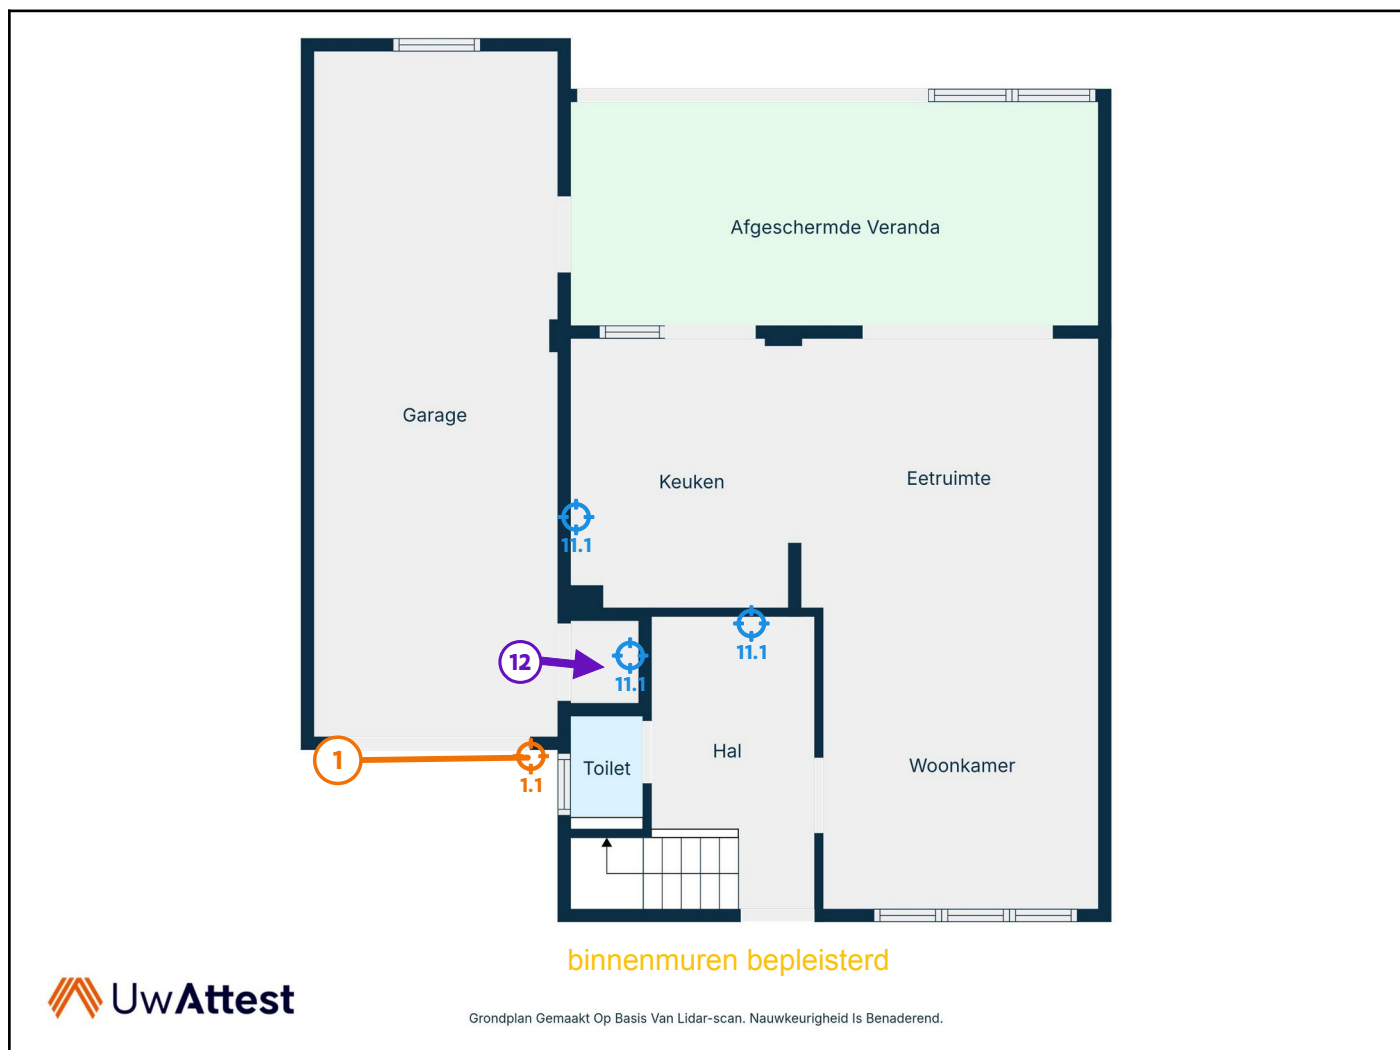 Afgeschermde Veranda
Garage
Keuken
Eetruimte
11.1
12
11.1
11.1
Hal
1
1.1
Toilet
Woonkamer
binnenmuren bepleisterd
UwAttest
Grondplan Gemaakt Op Basis Van Lidar-scan. Nauwkeurigheid Is Benaderend.